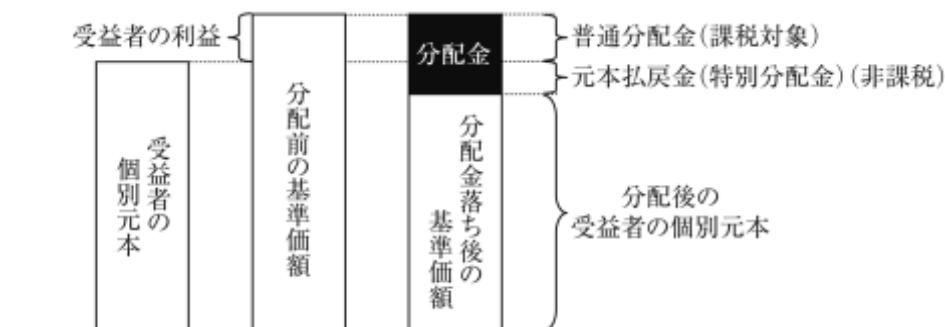 受益者の利益
分配金
普通分配金(課税対象)
元本払戻金(特別分配金)(非課税)
受益者の
個別元本
分配前の基準価額
分配金落ち後の
基準価額
分配後の
受益者の個別元本